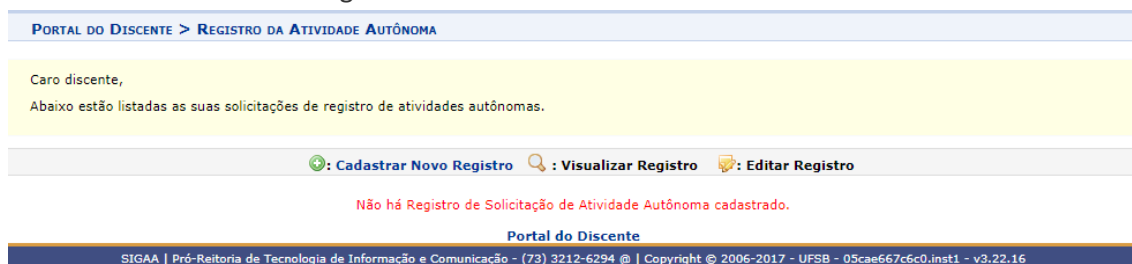 Portal do Discente > Registro da Atividade Autônoma
Caro discente,
Abaixo estão listadas as suas solicitações de registro de atividades autônomas.
: Cadastrar Novo Registro : Visualizar Registro : Editar Registro
Não há Registro de Solicitação de Atividade Autônoma cadastrado.
Portal do Discente
SIGAA | Pró-Reitoria de Tecnologia de Informação e Comunicação - (73) 3212-6294 @ | Copyright © 2006-2017 - UFSB - 05cae667c6c0.inst1 - v3.22.16